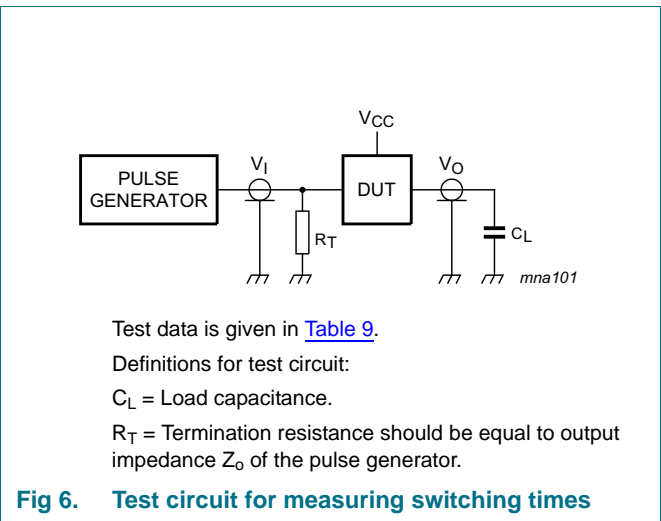 VCC
PULSE
GENERATOR
VI
DUT
VO
RT
CL
mna101
Test data is given in Table 9.
Definitions for test circuit:
CL = Load capacitance.
RT = Termination resistance should be equal to output
impedance Zo of the pulse generator.
Fig 6. Test circuit for measuring switching times